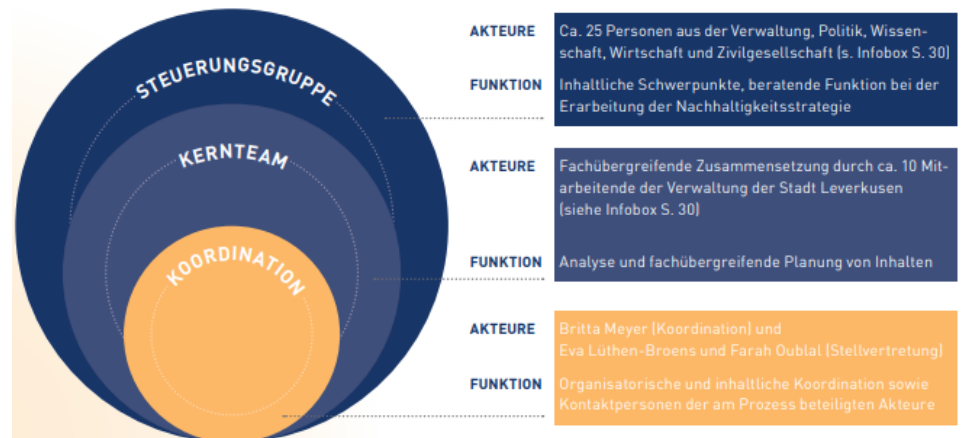 STEUERUNGSGRUPPE
AKTEURE
Ca. 25 Personen aus der Verwaltung, Politik, Wissen-
schaft, Wirtschaft und Zivilgesellschaft (s. Infobox S. 30)
FUNKTION
Inhaltliche Schwerpunkte, beratende Funktion bei der
Erarbeitung der Nachhaltigkeitsstrategie
KERNTEAM
AKTEURE
Fachübergreifende Zusammensetzung durch ca. 10 Mit-
arbeitende der Verwaltung der Stadt Leverkusen
(siehe Infobox S. 30)
FUNKTION
Analyse und fachübergreifende Planung von Inhalten
KOORDINATION
AKTEURE
Britta Meyer (Koordination) und
Eva Lüthen-Broens und Farah Oublal (Stellvertretung)
FUNKTION
Organisatorische und inhaltliche Koordination sowie
Kontaktpersonen der am Prozess beteiligten Akteure